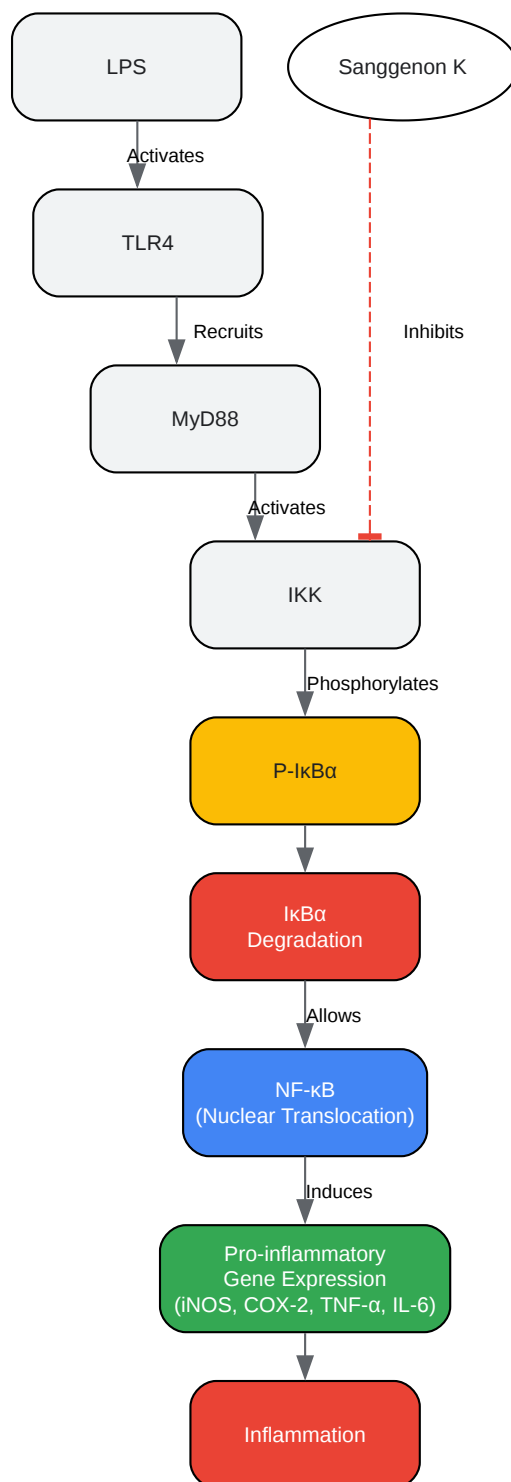 LPS
Sanggenon K
Activates
TLR4
Recruits
Inhibits
MyD88
Activates
IKK
Phosphorylates
P-IκBα
IκBα
Degradation
Allows
NF-κB
(Nuclear Translocation)
Induces
Pro-inflammatory
Gene Expression
(iNOS, COX-2, TNF-α, IL-6)
Inflammation